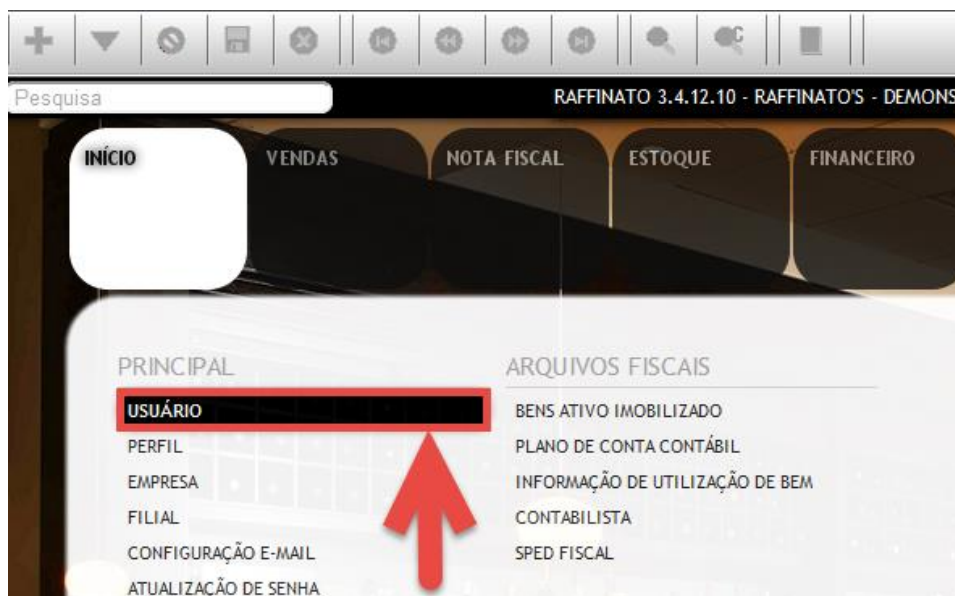 Pesquisa
RAFFINATO 3.4.12.10 - RAFFINATO'S - DEMONS
INÍCIO
VENDAS
NOTA FISCAL
ESTOQUE
FINANCEIRO
PRINCIPAL
USUÁRIO
PERFIL
EMPRESA
FILIAL
CONFIGURAÇÃO E-MAIL
ATUALIZAÇÃO DE SENHA
ARQUIVOS FISCAIS
BENS ATIVO IMOBILIZADO
PLANO DE CONTA CONTÁBIL
INFORMAÇÃO DE UTILIZAÇÃO DE BEM
CONTABILISTA
SPED FISCAL